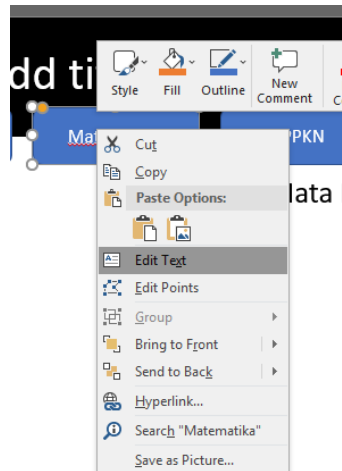 dd ti
Style Fill Outline New Comment
Mat
PKN
Cut
Copy
Paste Options:
lata
Edit Text
Edit Points
Group
Bring to Front
Send to Back
Hyperlink...
Search "Matematika"
Save as Picture...